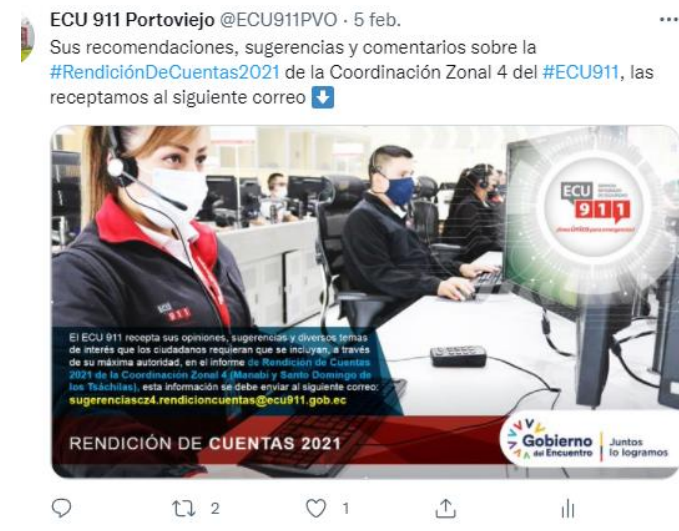 ECU 911 Portoviejo @ECU911PVO · 5 feb.
Sus recomendaciones, sugerencias y comentarios sobre la
#RendiciónDeCuentas2021 de la Coordinación Zonal 4 del #ECU911, las
receptamos al siguiente correo ⬇️
ECU
911
ECU
911
El ECU 911 recepta sus opiniones, sugerencias y diversos temas
de interés que los ciudadanos requieran que se incluyan, a través
de su máxima autoridad, en el informe de Rendición de Cuentas
2021 de la Coordinación Zonal 4 (Manabí y Santo Domingo de
los Tsáchilas), esta información se debe enviar al siguiente correo:
sugerenciascz4.rendicioncuentas@ecu911.gob.ec
RENDICIÓN DE CUENTAS 2021
Gobierno
del Encuentro
Juntos
lo logramos
2
1